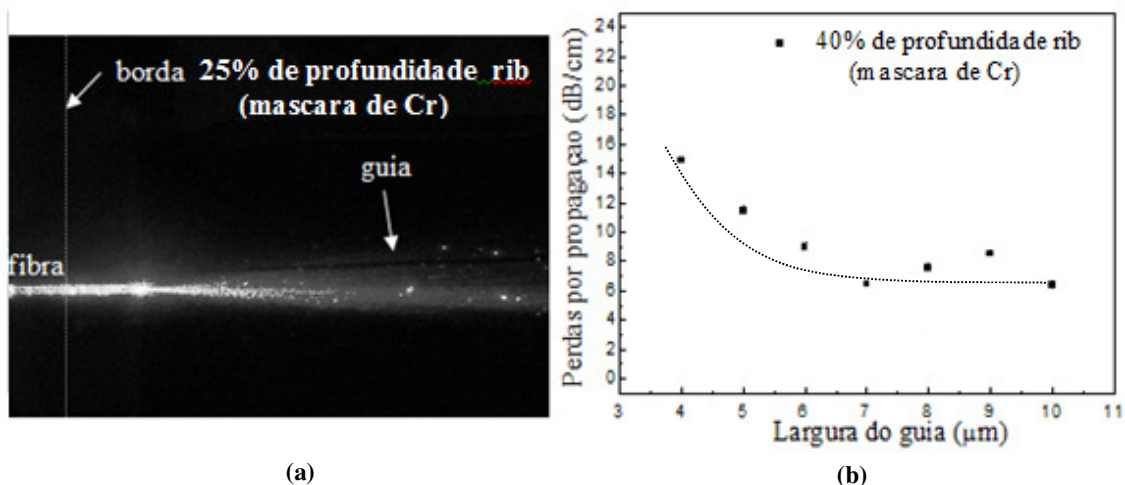 borda 25% de profundidade rib
(mascara de Cr)
guia
fibra
(a)
Perdas por propagação (dB/cm)
24
22
20
18
16
14
12
10
8
6
4
2
0
40% de profundidade rib
(mascara de Cr)
3 4 5 6 7 8 9 10 11
Largura do guia (µm)
(b)